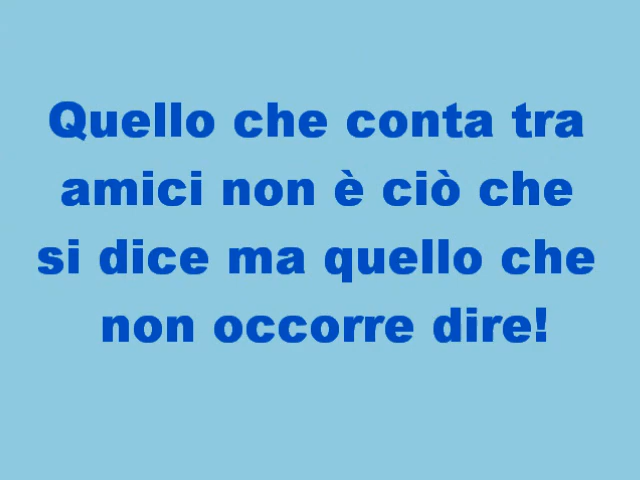 Quello che conta tra
amici non è ciò che
si dice ma quello che
non occorre dire!